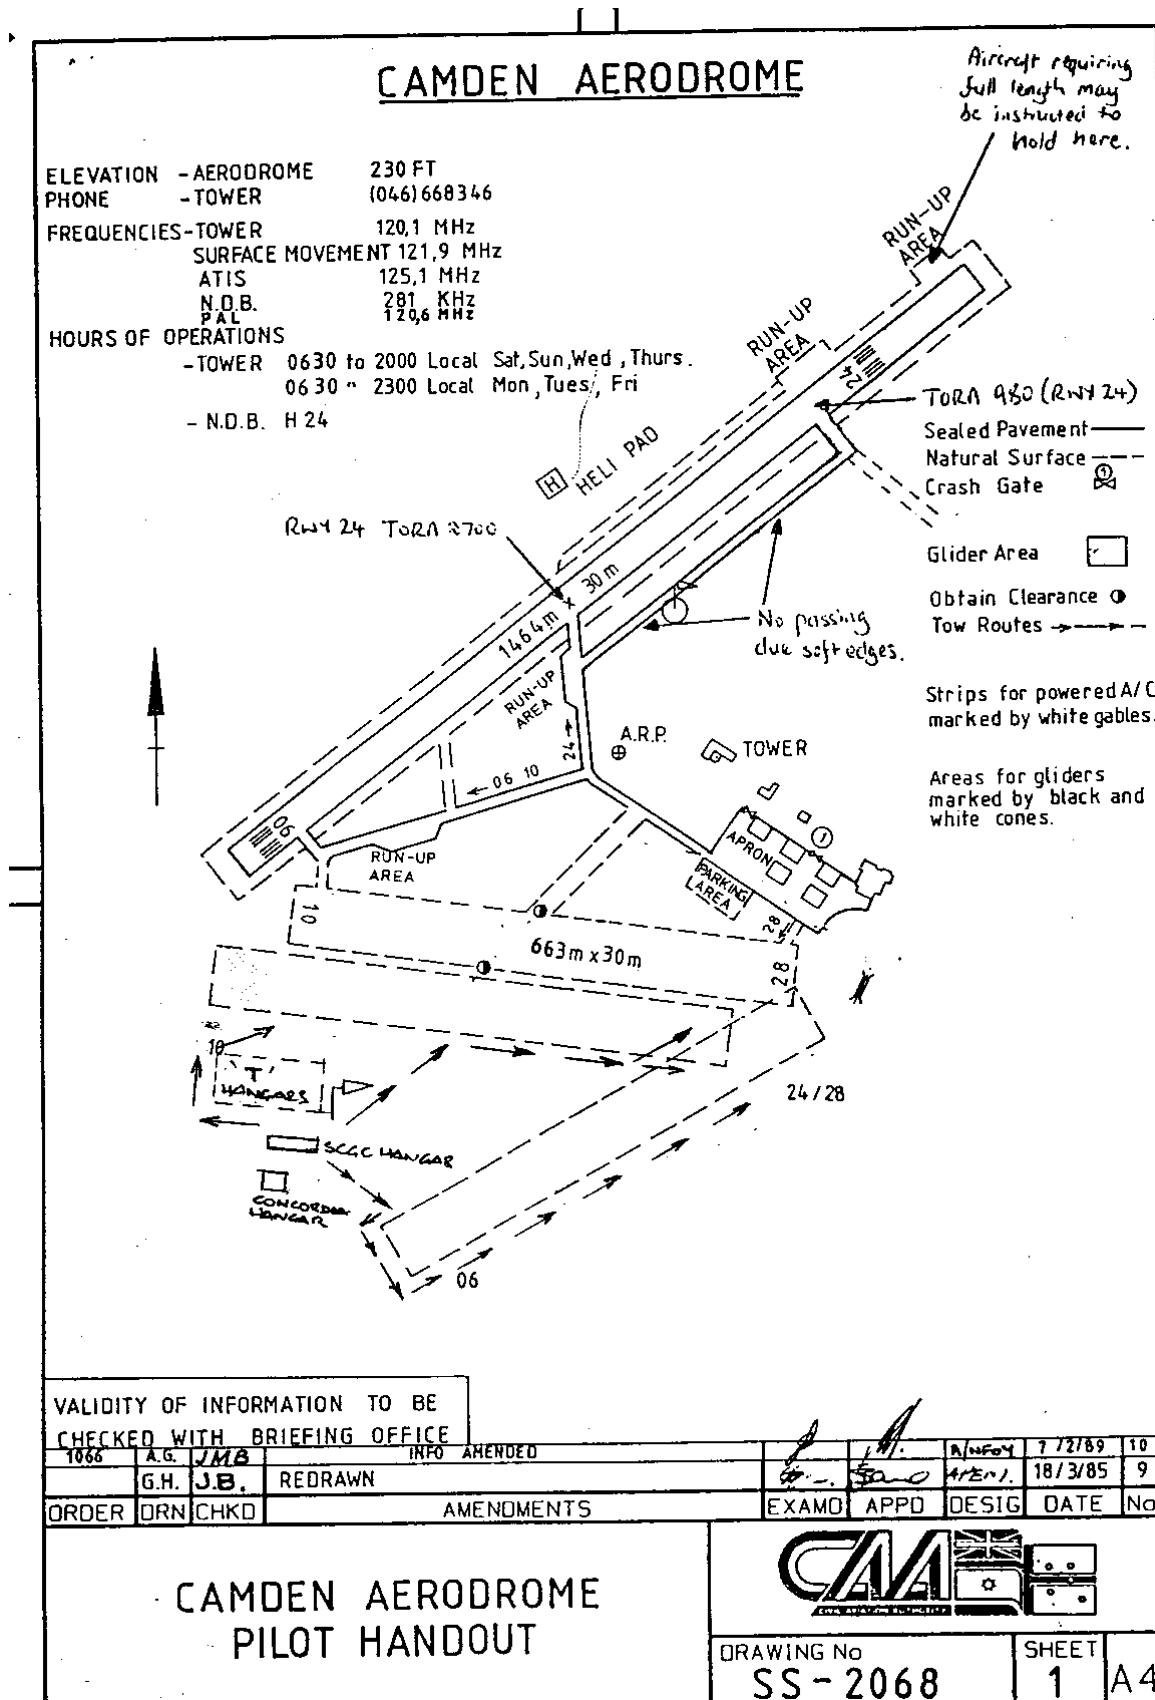 CAMDEN AERODROME
Aircraft requiring
full length may
be instructed to
hold here.
ELEVATION - AERODROME 230 FT
PHONE - TOWER (046)668346
FREQUENCIES-TOWER 120,1 MHz
SURFACE MOVEMENT 121,9 MHz
ATIS 125,1 MHz
N.D.B. 281 KHz
PAL 120,6 MHz
HOURS OF OPERATIONS
-TOWER 0630 to 2000 Local Sat,Sun,Wed,Thurs.
0630 " 2300 Local Mon,Tues, Fri
- N.D.B. H 24
RUN-UP
AREA
RUN-UP
AREA
24
TORA 980 (RWY 24)
Sealed Pavement
Natural Surface
Crash Gate
1
Glider Area
Obtain Clearance
Tow Routes
H HELI PAD
RWY 24 TORA
1464m x 30m
No passing
due soft edges.
Strips for powered A/C
marked by white gables.
Areas for gliders
marked by black and
white cones.
RUN-UP
AREA
24
A.R.P.
TOWER
06 10
06
RUN-UP
AREA
APRON
1
PARKING
AREA
28
10
663m x 30m
28
10
'T'
HANGARS
24/28
SCGC HANGAR
CONCORDIA
HANGAR
06
VALIDITY OF INFORMATION TO BE
CHECKED WITH BRIEFING OFFICE
1066 A.G. JMB INFO AMENDED 7/2/89 10
G.H. J.B. REDRAWN 18/3/85 9
ORDER DRN CHKD AMENDMENTS EXAMD APPD DESIG DATE No
CAMDEN AERODROME
PILOT HANDOUT
CAA
CIVIL AVIATION AUTHORITY
DRAWING No
SS-2068
SHEET
1
A4